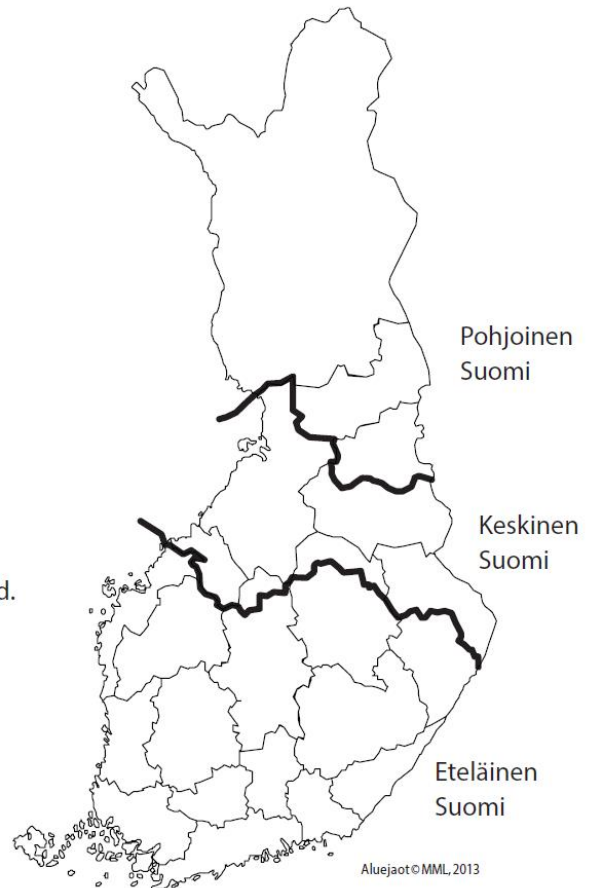 Pohjoinen
Suomi
Keskinen
Suomi
d.
Eteläinen
Suomi
Aluejaot © MML, 2013